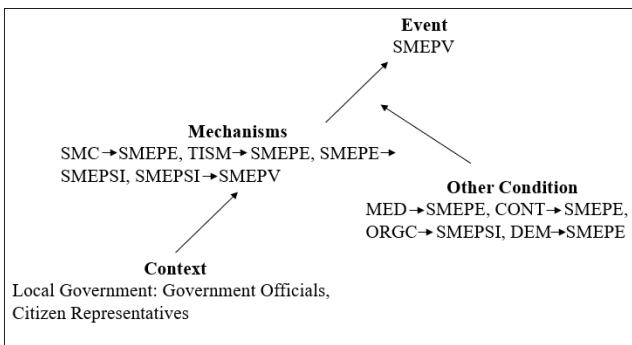 Event
SMEPV
Mechanisms
SMC→SMEPE, TISM→SMEPE, SMEPE→
SMEPSI, SMEPSI→SMEPV
Other Condition
MED→SMEPE, CONT→SMEPE,
ORGC→SMEPSI, DEM→SMEPE
Context
Local Government: Government Officials,
Citizen Representatives